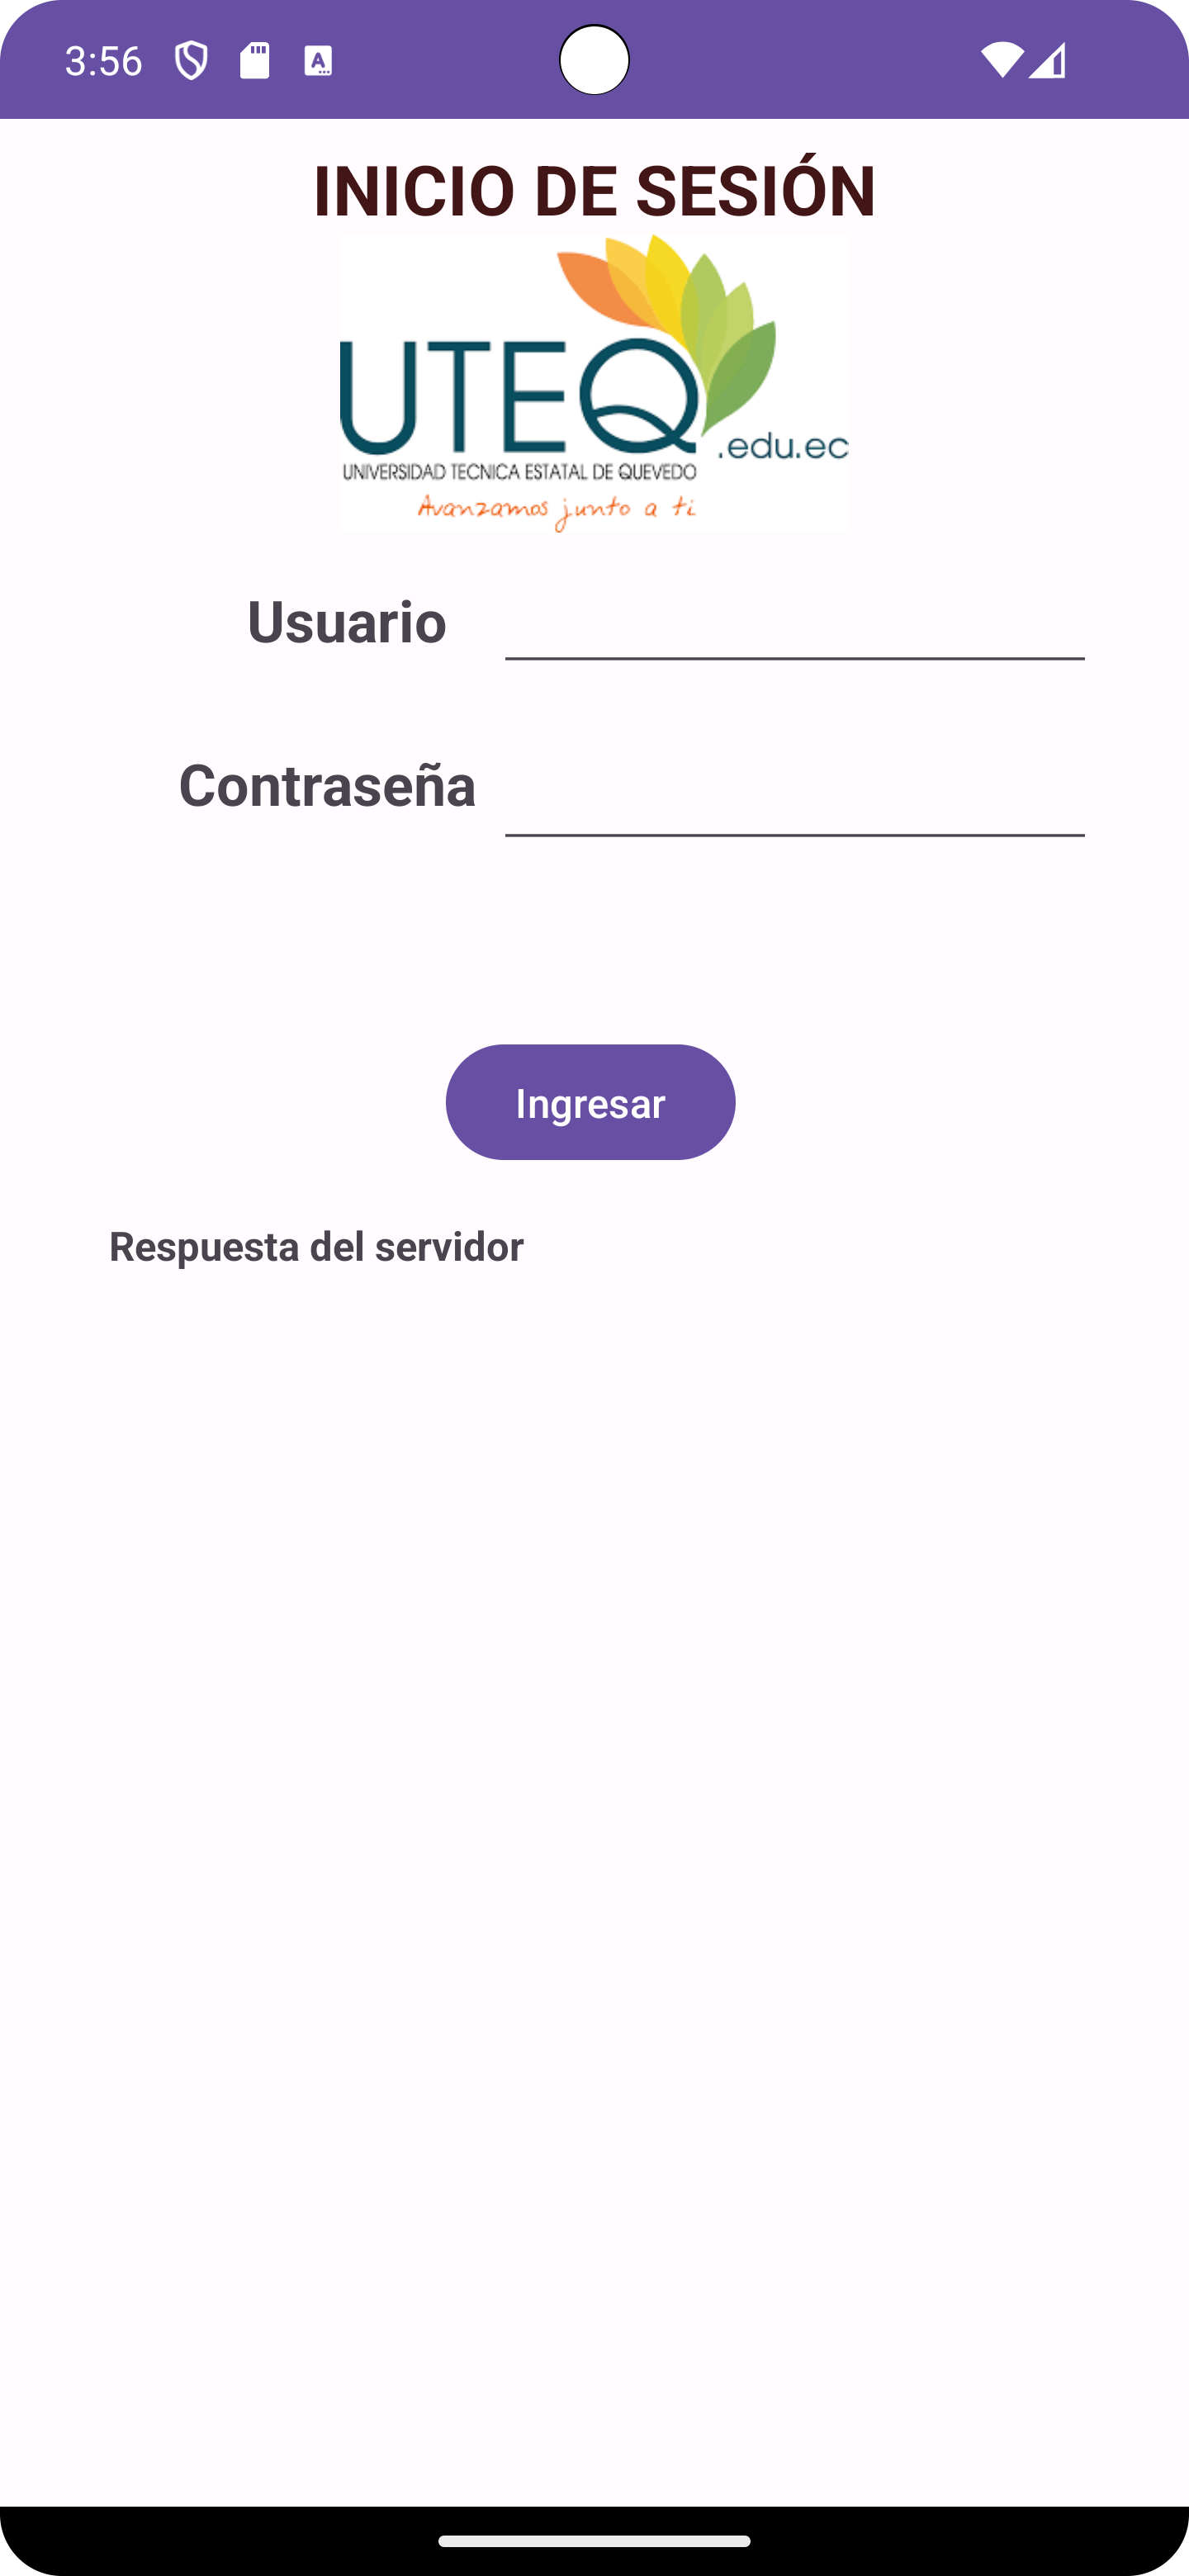 3:56
INICIO DE SESIÓN
UTEQ
.edu.ec
UNIVERSIDAD TECNICA ESTATAL DE QUEVEDO
Avanzamos junto a ti
Usuario
Contraseña
Ingresar
Respuesta del servidor